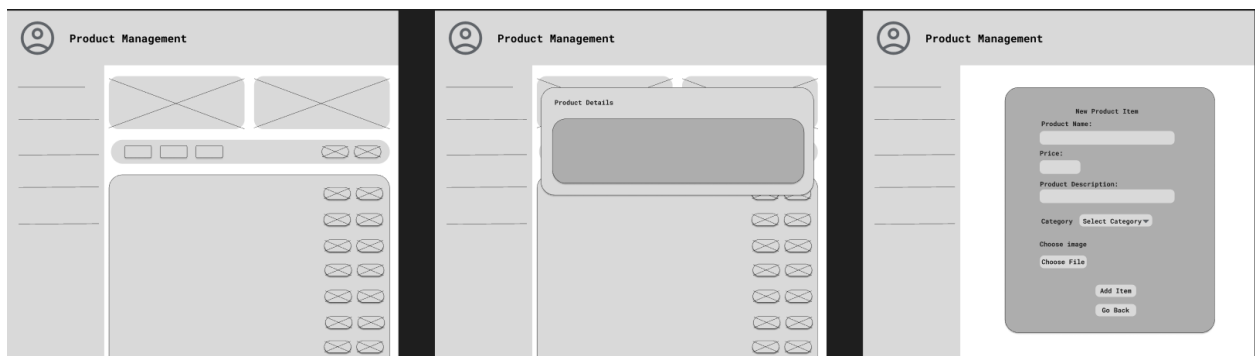 Product Management
Product Management
Product Details
Product Management
New Product Item
Product Name:
Price:
Product Description:
Category Select Category
Choose image
Choose File
Add Item
Go Back